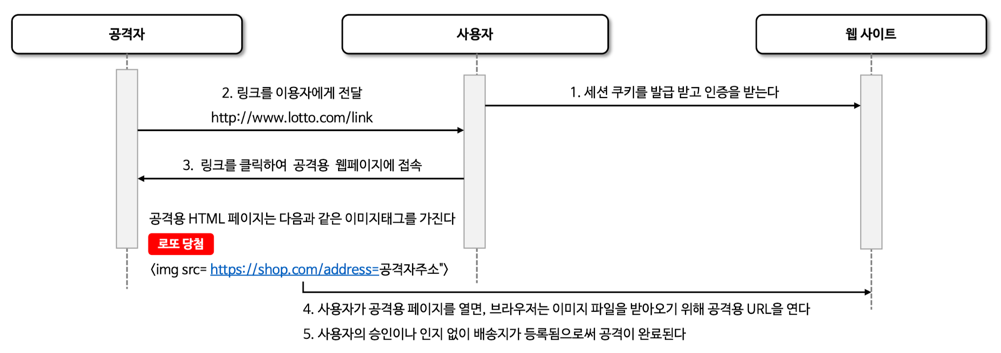 공격자
사용자
웹 사이트
1. 세션 쿠키를 발급 받고 인증을 받는다
2. 링크를 이용자에게 전달
http://www.lotto.com/link
3. 링크를 클릭하여 공격용 웹페이지에 접속
공격용 HTML 페이지는 다음과 같은 이미지태그를 가진다
로또 당첨
<img src= https://shop.com/address=공격자주소">
4. 사용자가 공격용 페이지를 열면, 브라우저는 이미지 파일을 받아오기 위해 공격용 URL을 연다
5. 사용자의 승인이나 인지 없이 배송지가 등록됨으로써 공격이 완료된다